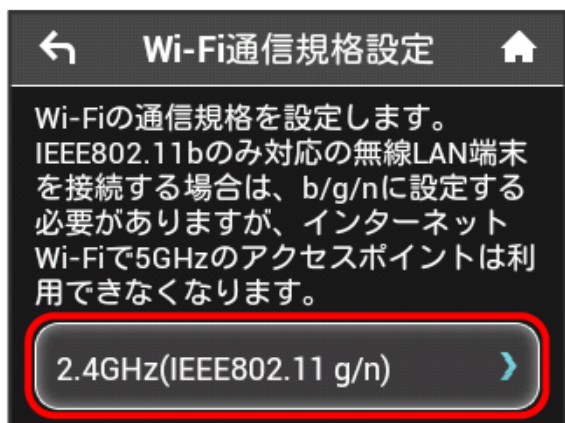 Wi-Fi通信規格設定
Wi-Fiの通信規格を設定します。
IEEE802.11bのみ対応の無線LAN端末
を接続する場合は、b/g/nに設定する
必要がありますが、インターネット
Wi-Fiで5GHzのアクセスポイントは利
用できなくなります。
2.4GHz(IEEE802.11 g/n)